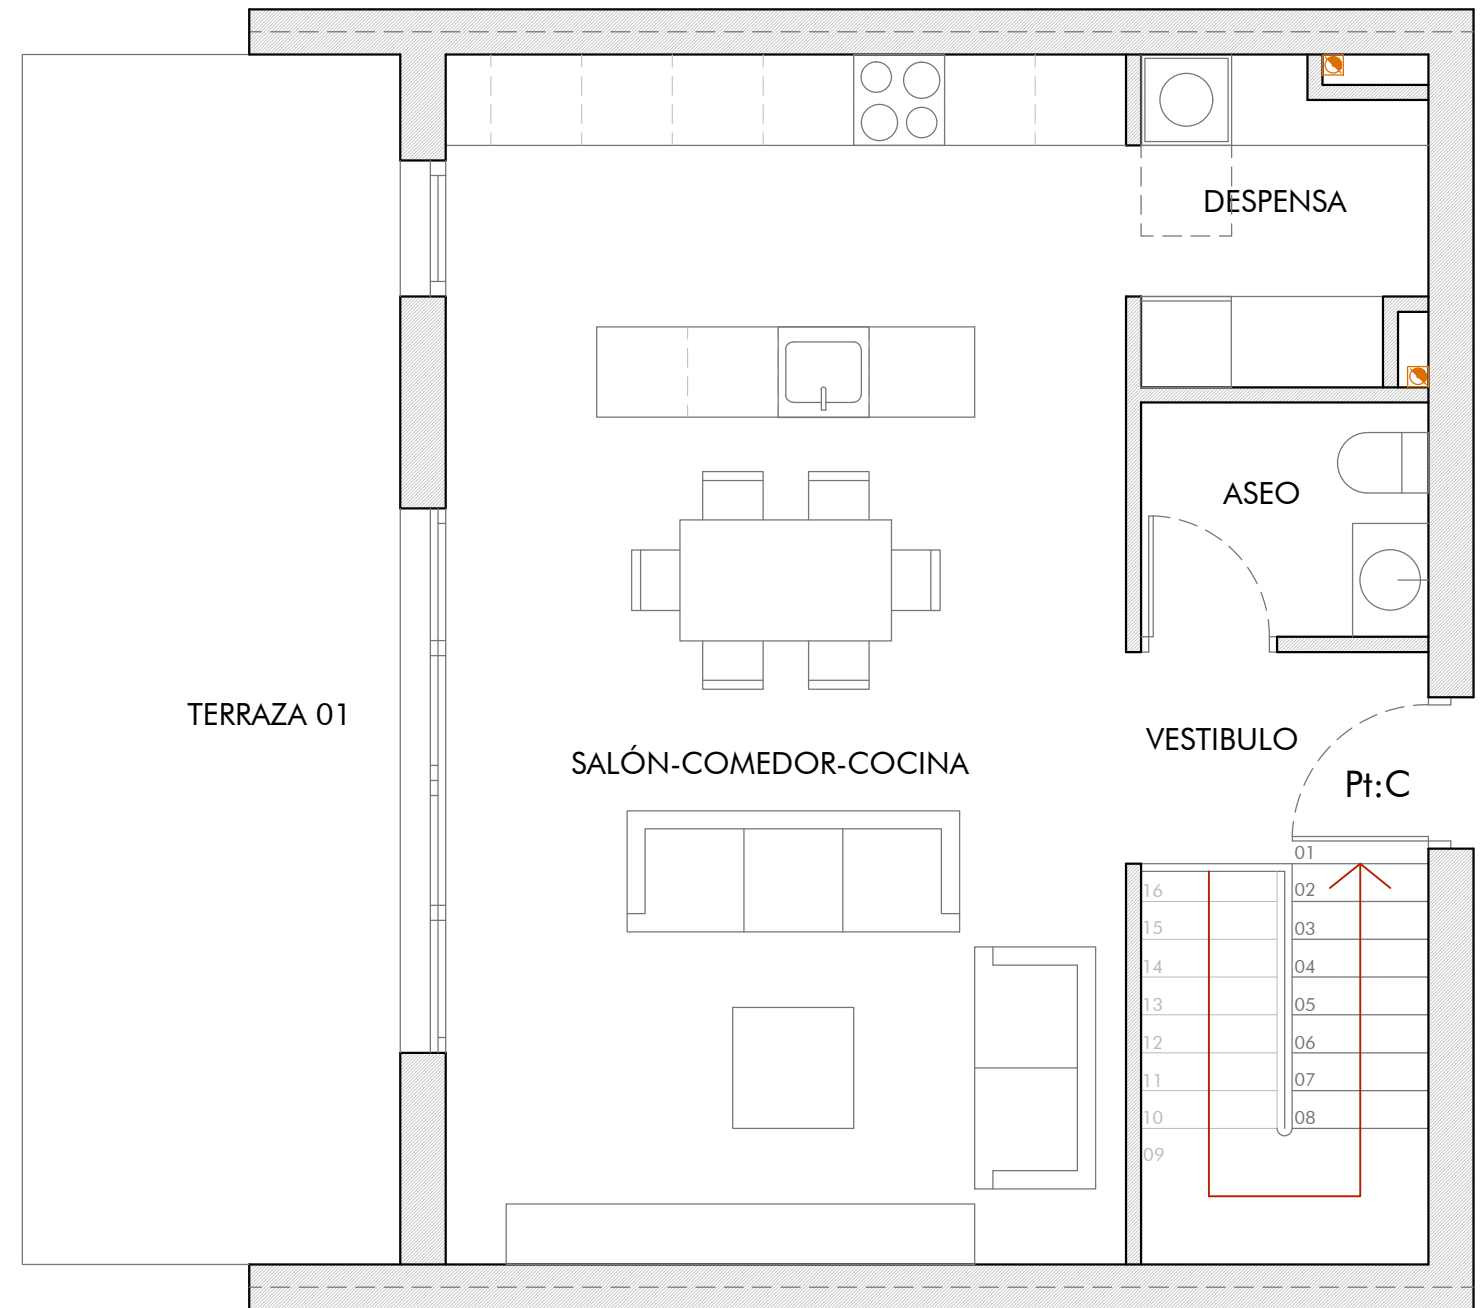 DESPENSA
ASEO
TERRAZA 01
SALÓN-COMEDOR-COCINA
VESTIBULO
Pt:C
01
16 02
15 03
14 04
13 05
12 06
11 07
10 08
09